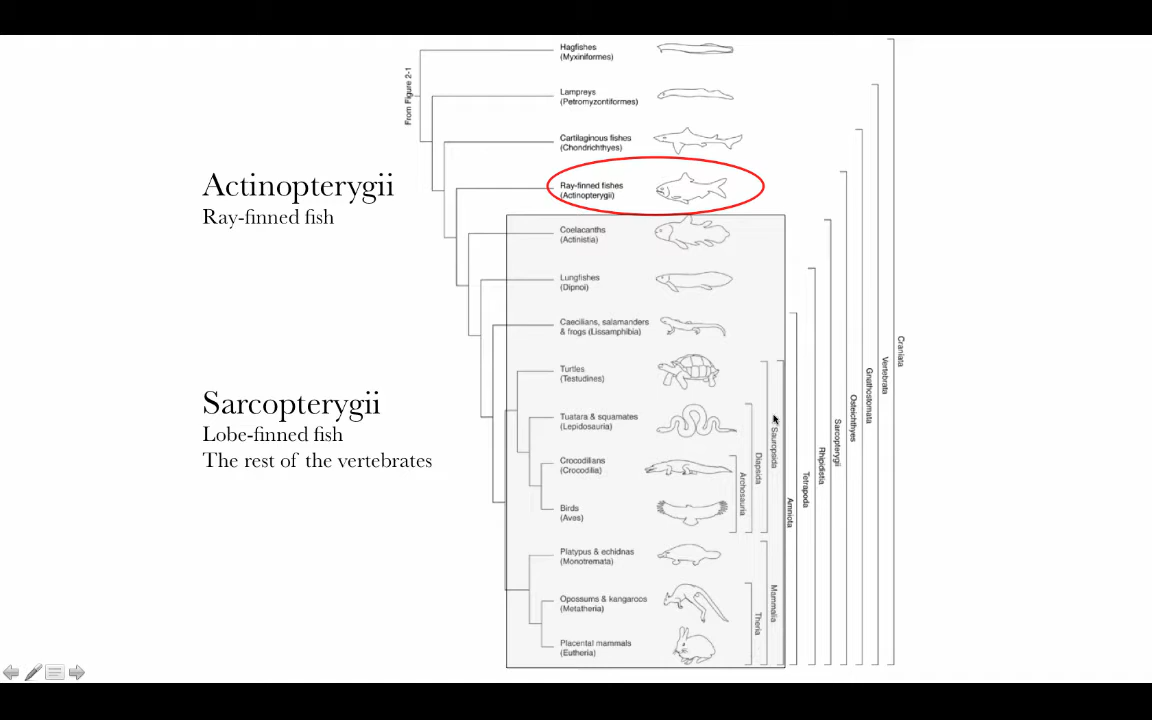 From Figure 2-1
Hagfishes
(Myxiniformes)
Lampreys
(Petromyzontiformes)
Cartilaginous fishes
(Chondrichthyes)
Actinopterygii
Ray-finned fish
Ray-finned fishes
(Actinopterygii)
Coelacanths
(Actinistia)
Lungfishes
(Dipnoi)
Caecilians, salamanders
& frogs (Lissamphibia)
Turtles
(Testudines)
Sarcopterygii
Lobe-finned fish
The rest of the vertebrates
Tuatara & squamates
(Lepidosauria)
Crocodilians
(Crocodilia)
Birds
(Aves)
Platypus & echidnas
(Monotremata)
Opossums & kangaroos
(Metatheria)
Placental mammals
(Eutheria)
Archosauria
Diapsida
Theria
Sauropsida
Mammalia
Amniota
Tetrapoda
Rhipidistia
Sarcopterygii
Osteichthyes
Gnathostomata
Vertebrata
Craniata